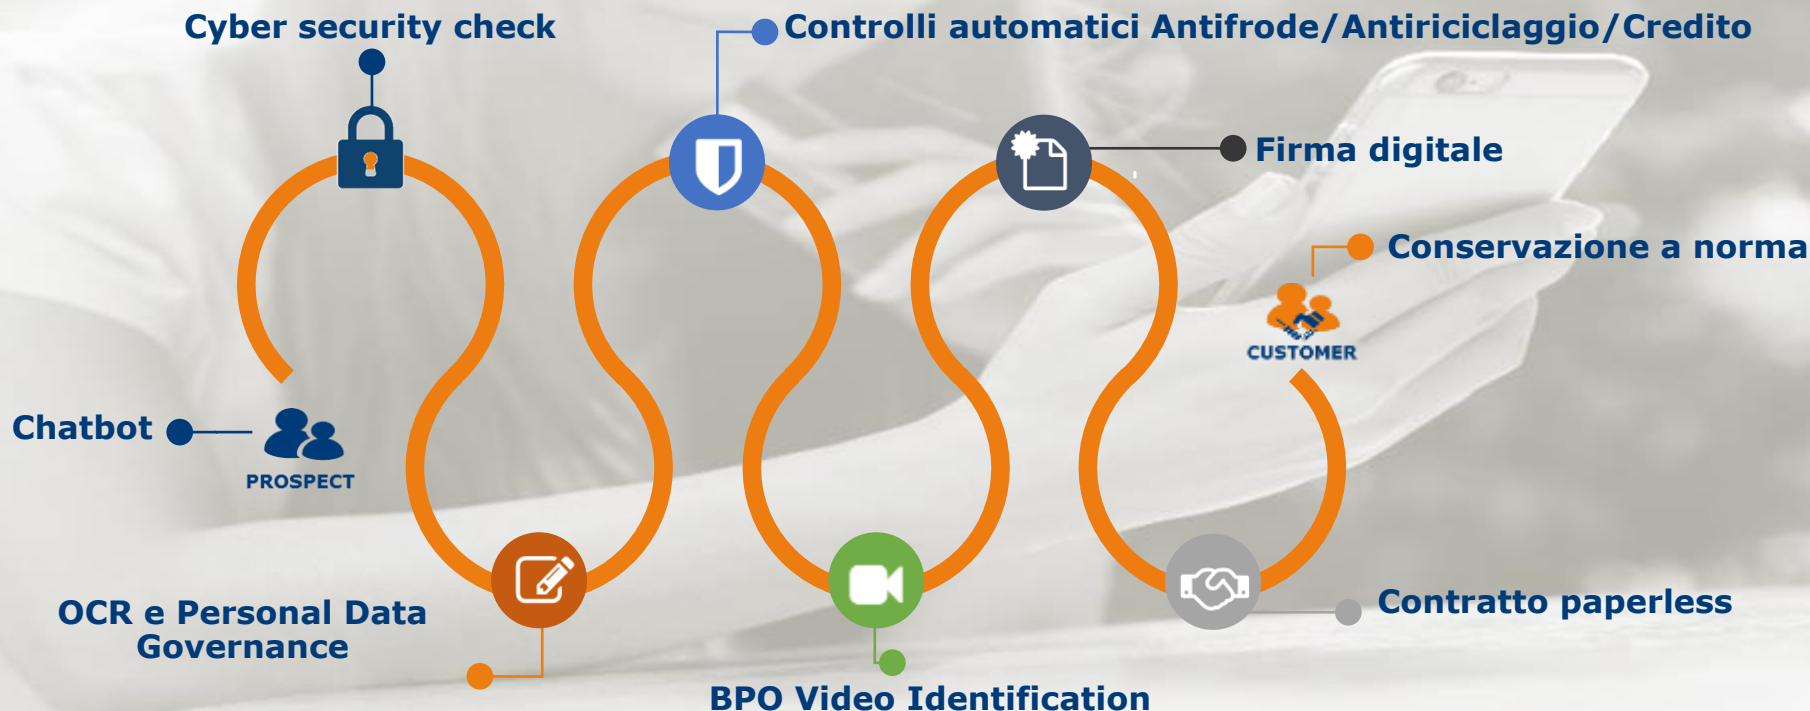 Cyber security check
Controlli automatici Antifrode/Antiriciclaggio/Credito
Firma digitale
Conservazione a norma
CUSTOMER
Chatbot
PROSPECT
OCR e Personal Data
Governance
Contratto paperless
BPO Video Identification